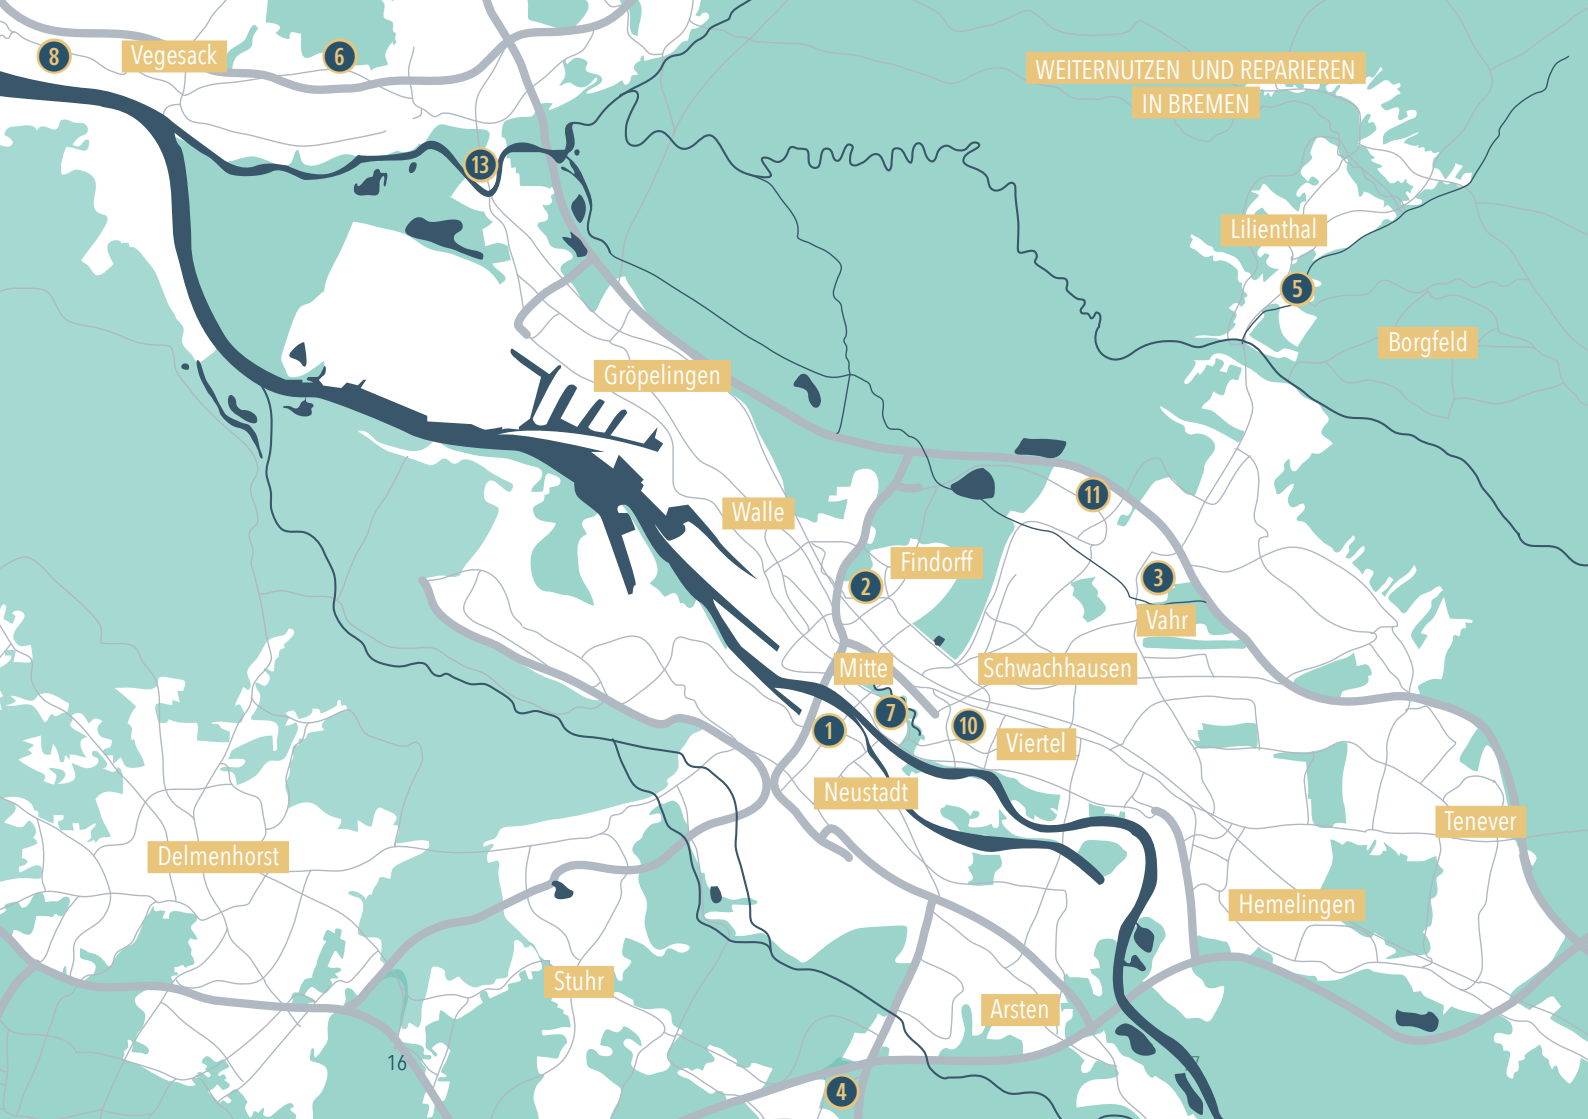 8
Vegesack
6
WEITERNUTZEN UND REPARIEREN
IN BREMEN
13
Lilienthal
5
Borgfeld
Gröpelingen
11
Walle
Findorff
2
3
Vahr
Mitte
Schwachhausen
7
1
10
Viertel
Neustadt
Tenever
Delmenhorst
Hemelingen
Stuhr
Arsten
16
4